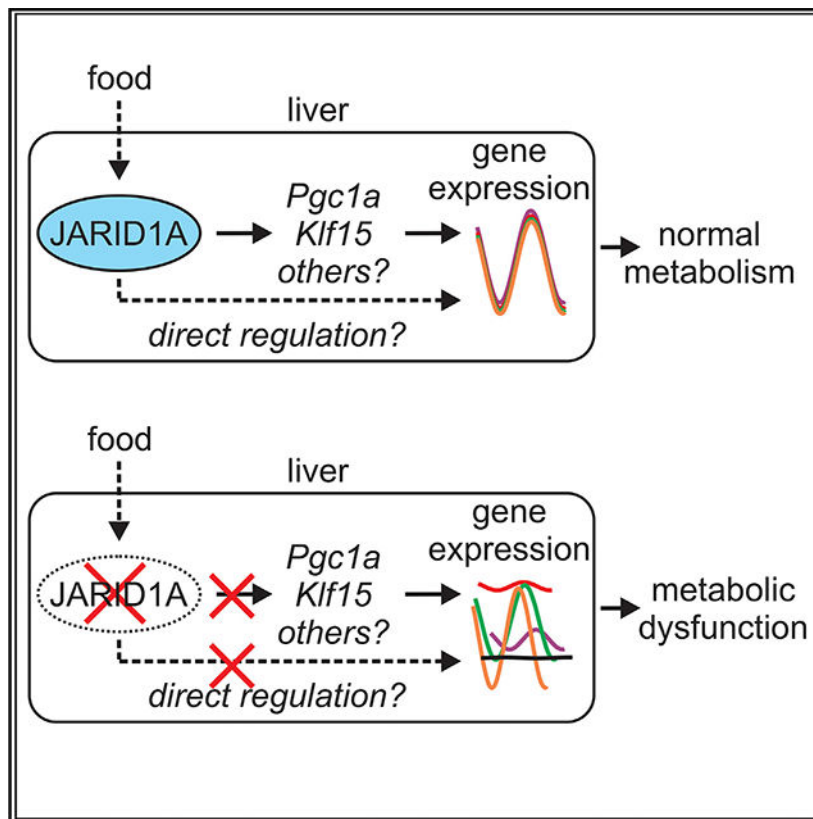 food
liver
gene
expression
JARID1A
Pgc1a
Klf15
others?
normal
metabolism
direct regulation?
food
liver
gene
expression
JARID1A
Pgc1a
Klf15
others?
metabolic
dysfunction
direct regulation?